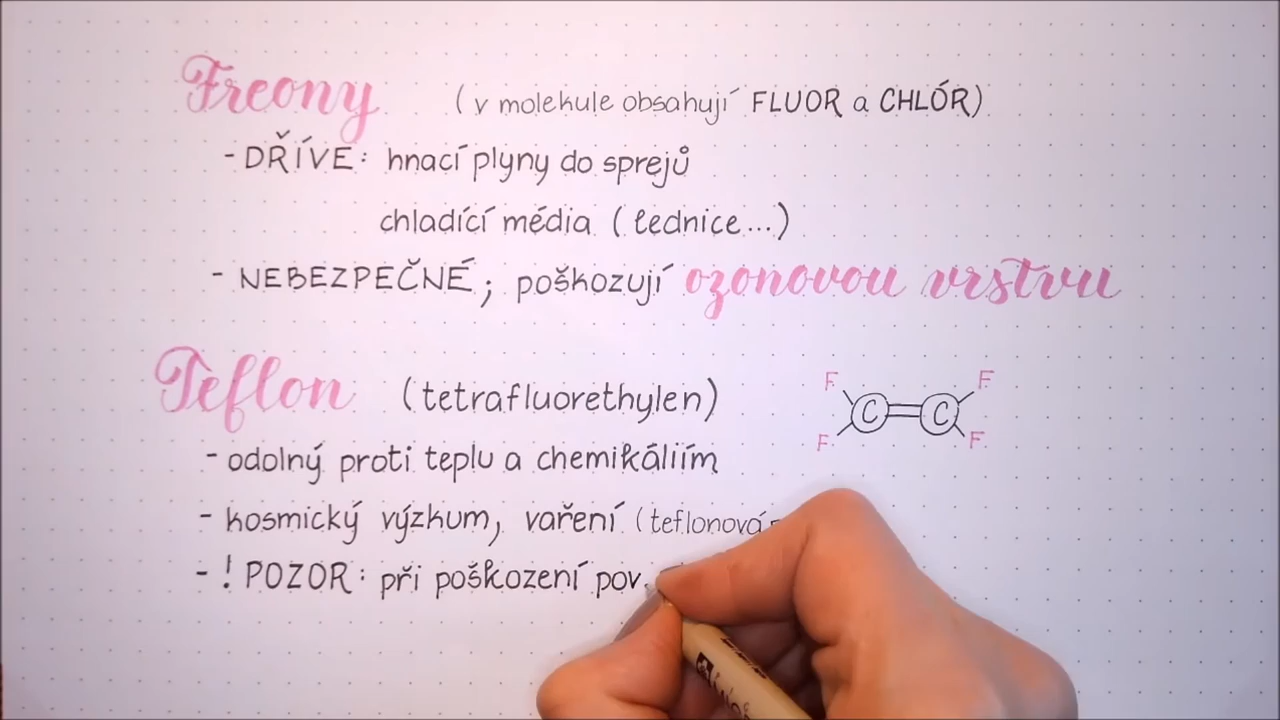 Freony (v molekule obsahují FLUOR a CHLÓR)
- DŘÍVE: hnací plyny do sprejů
chladící média (lednice...)
- NEBEZPEČNÉ; poškozují ozonovou vrstvu
Teflon (tetrafluorethylen)
F F
C = C
F F
- odolný proti teplu a chemikáliím
- kosmický výzkum, vaření (teflonová
- ! POZOR: při poškození pov